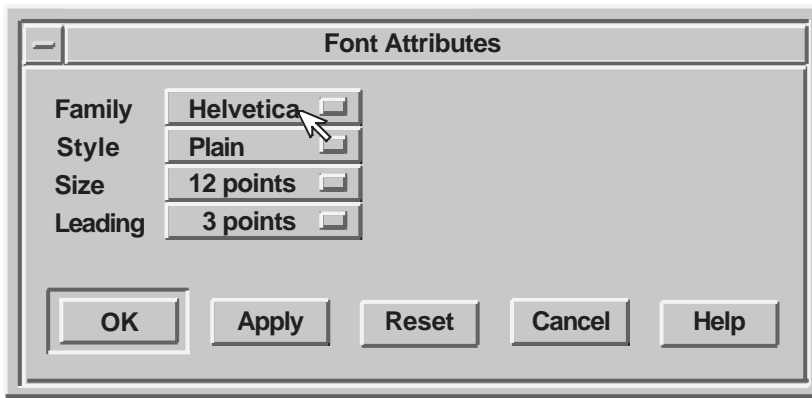 Font Attributes
Family Helvetica
Style Plain
Size 12 points
Leading 3 points
OK Apply Reset Cancel Help